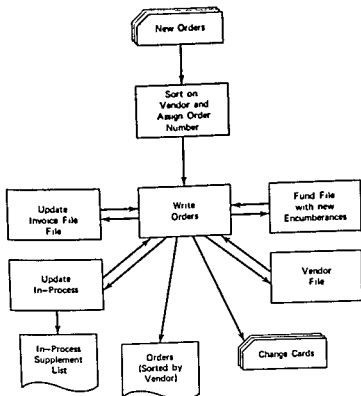 New Orders
Sort on
Vendor and
Assign Order
Number
Update
Invoice File
File
Write
Orders
Fund File
with new
Encumberances
Update
In-Process
Vendor
File
In-Process
Supplement
List
Orders
(Sorted by
Vendor)
Change Cards